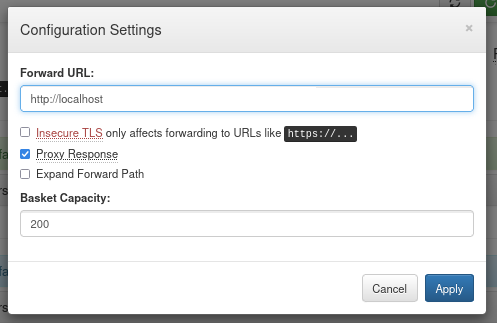 Configuration Settings ×
Forward URL:
http://localhost
Insecure TLS only affects forwarding to URLs like https://...
Proxy Response
Expand Forward Path
Basket Capacity:
200
Cancel Apply